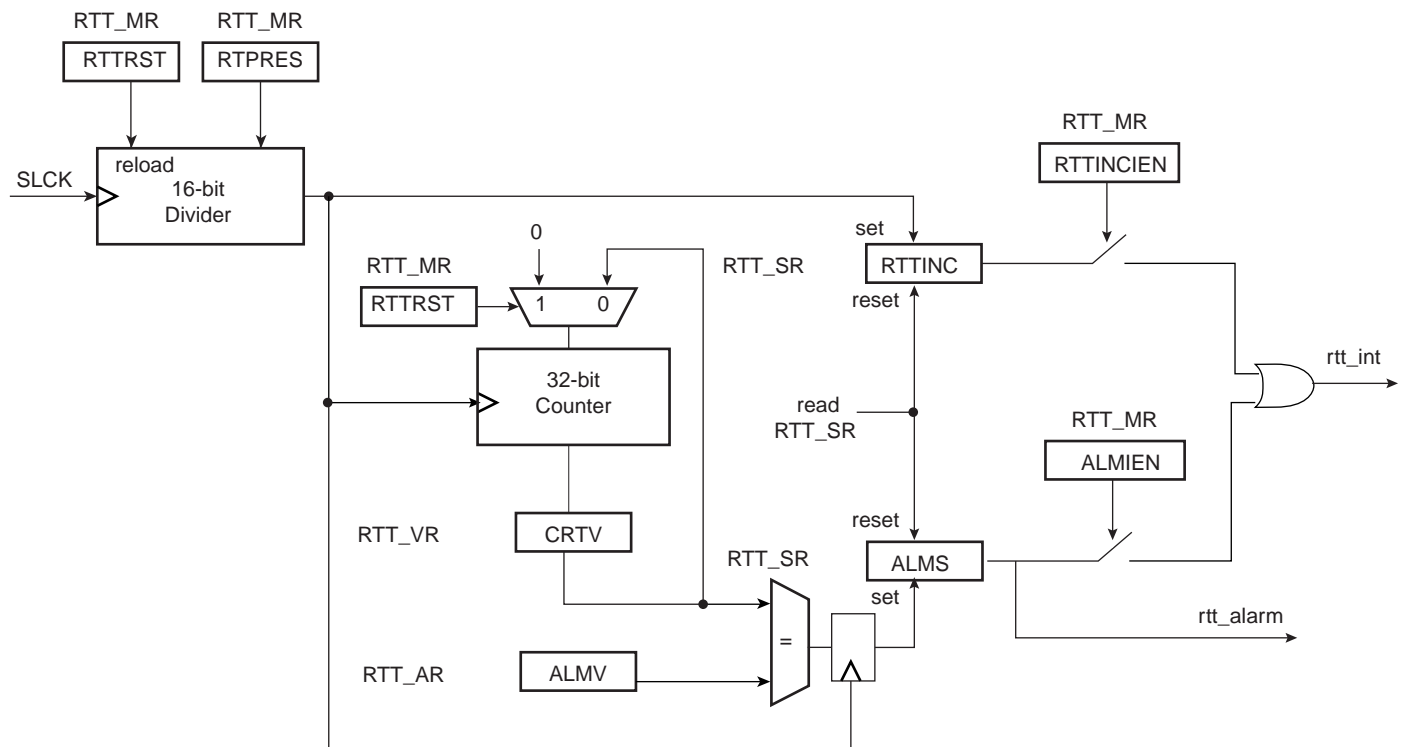 RTT_MR
RTT_MR
RTTRST
RTPRES
reload
16-bit
Divider
SLCK
RTT_MR
RTTINCIEN
0
set
RTT_MR
RTT_SR
RTTINC
RTTRST
1
0
reset
32-bit
Counter
rtt_int
read
RTT_SR
RTT_MR
ALMIEN
reset
RTT_VR
CRTV
RTT_SR
ALMS
set
rtt_alarm
=
RTT_AR
ALMV